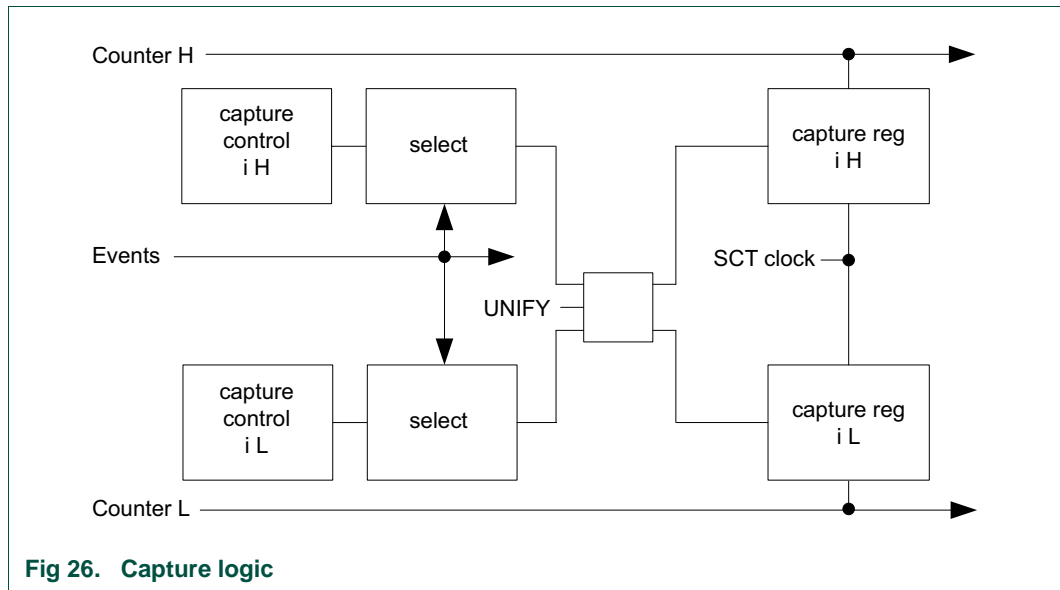 Counter H
capture
control
i H
select
capture reg
i H
Events
SCT clock
UNIFY
capture
control
i L
select
capture reg
i L
Counter L
Fig 26. Capture logic